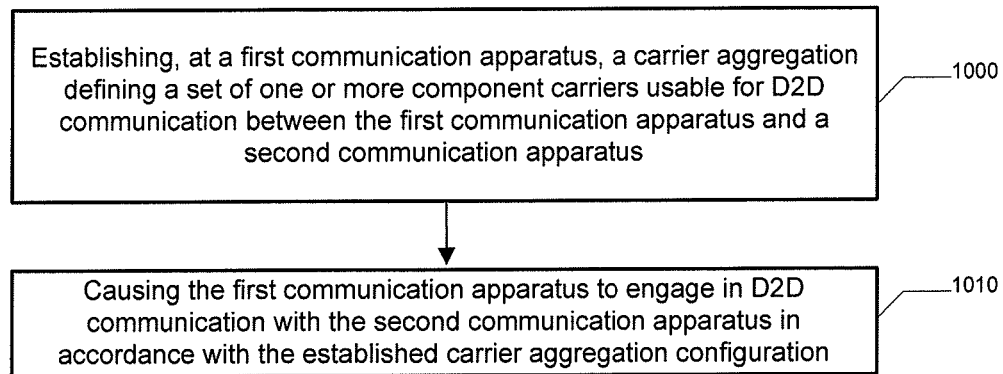 Establishing, at a first communication apparatus, a carrier aggregation
defining a set of one or more component carriers usable for D2D
communication between the first communication apparatus and a
second communication apparatus
1000
Causing the first communication apparatus to engage in D2D
communication with the second communication apparatus in
accordance with the established carrier aggregation configuration
1010